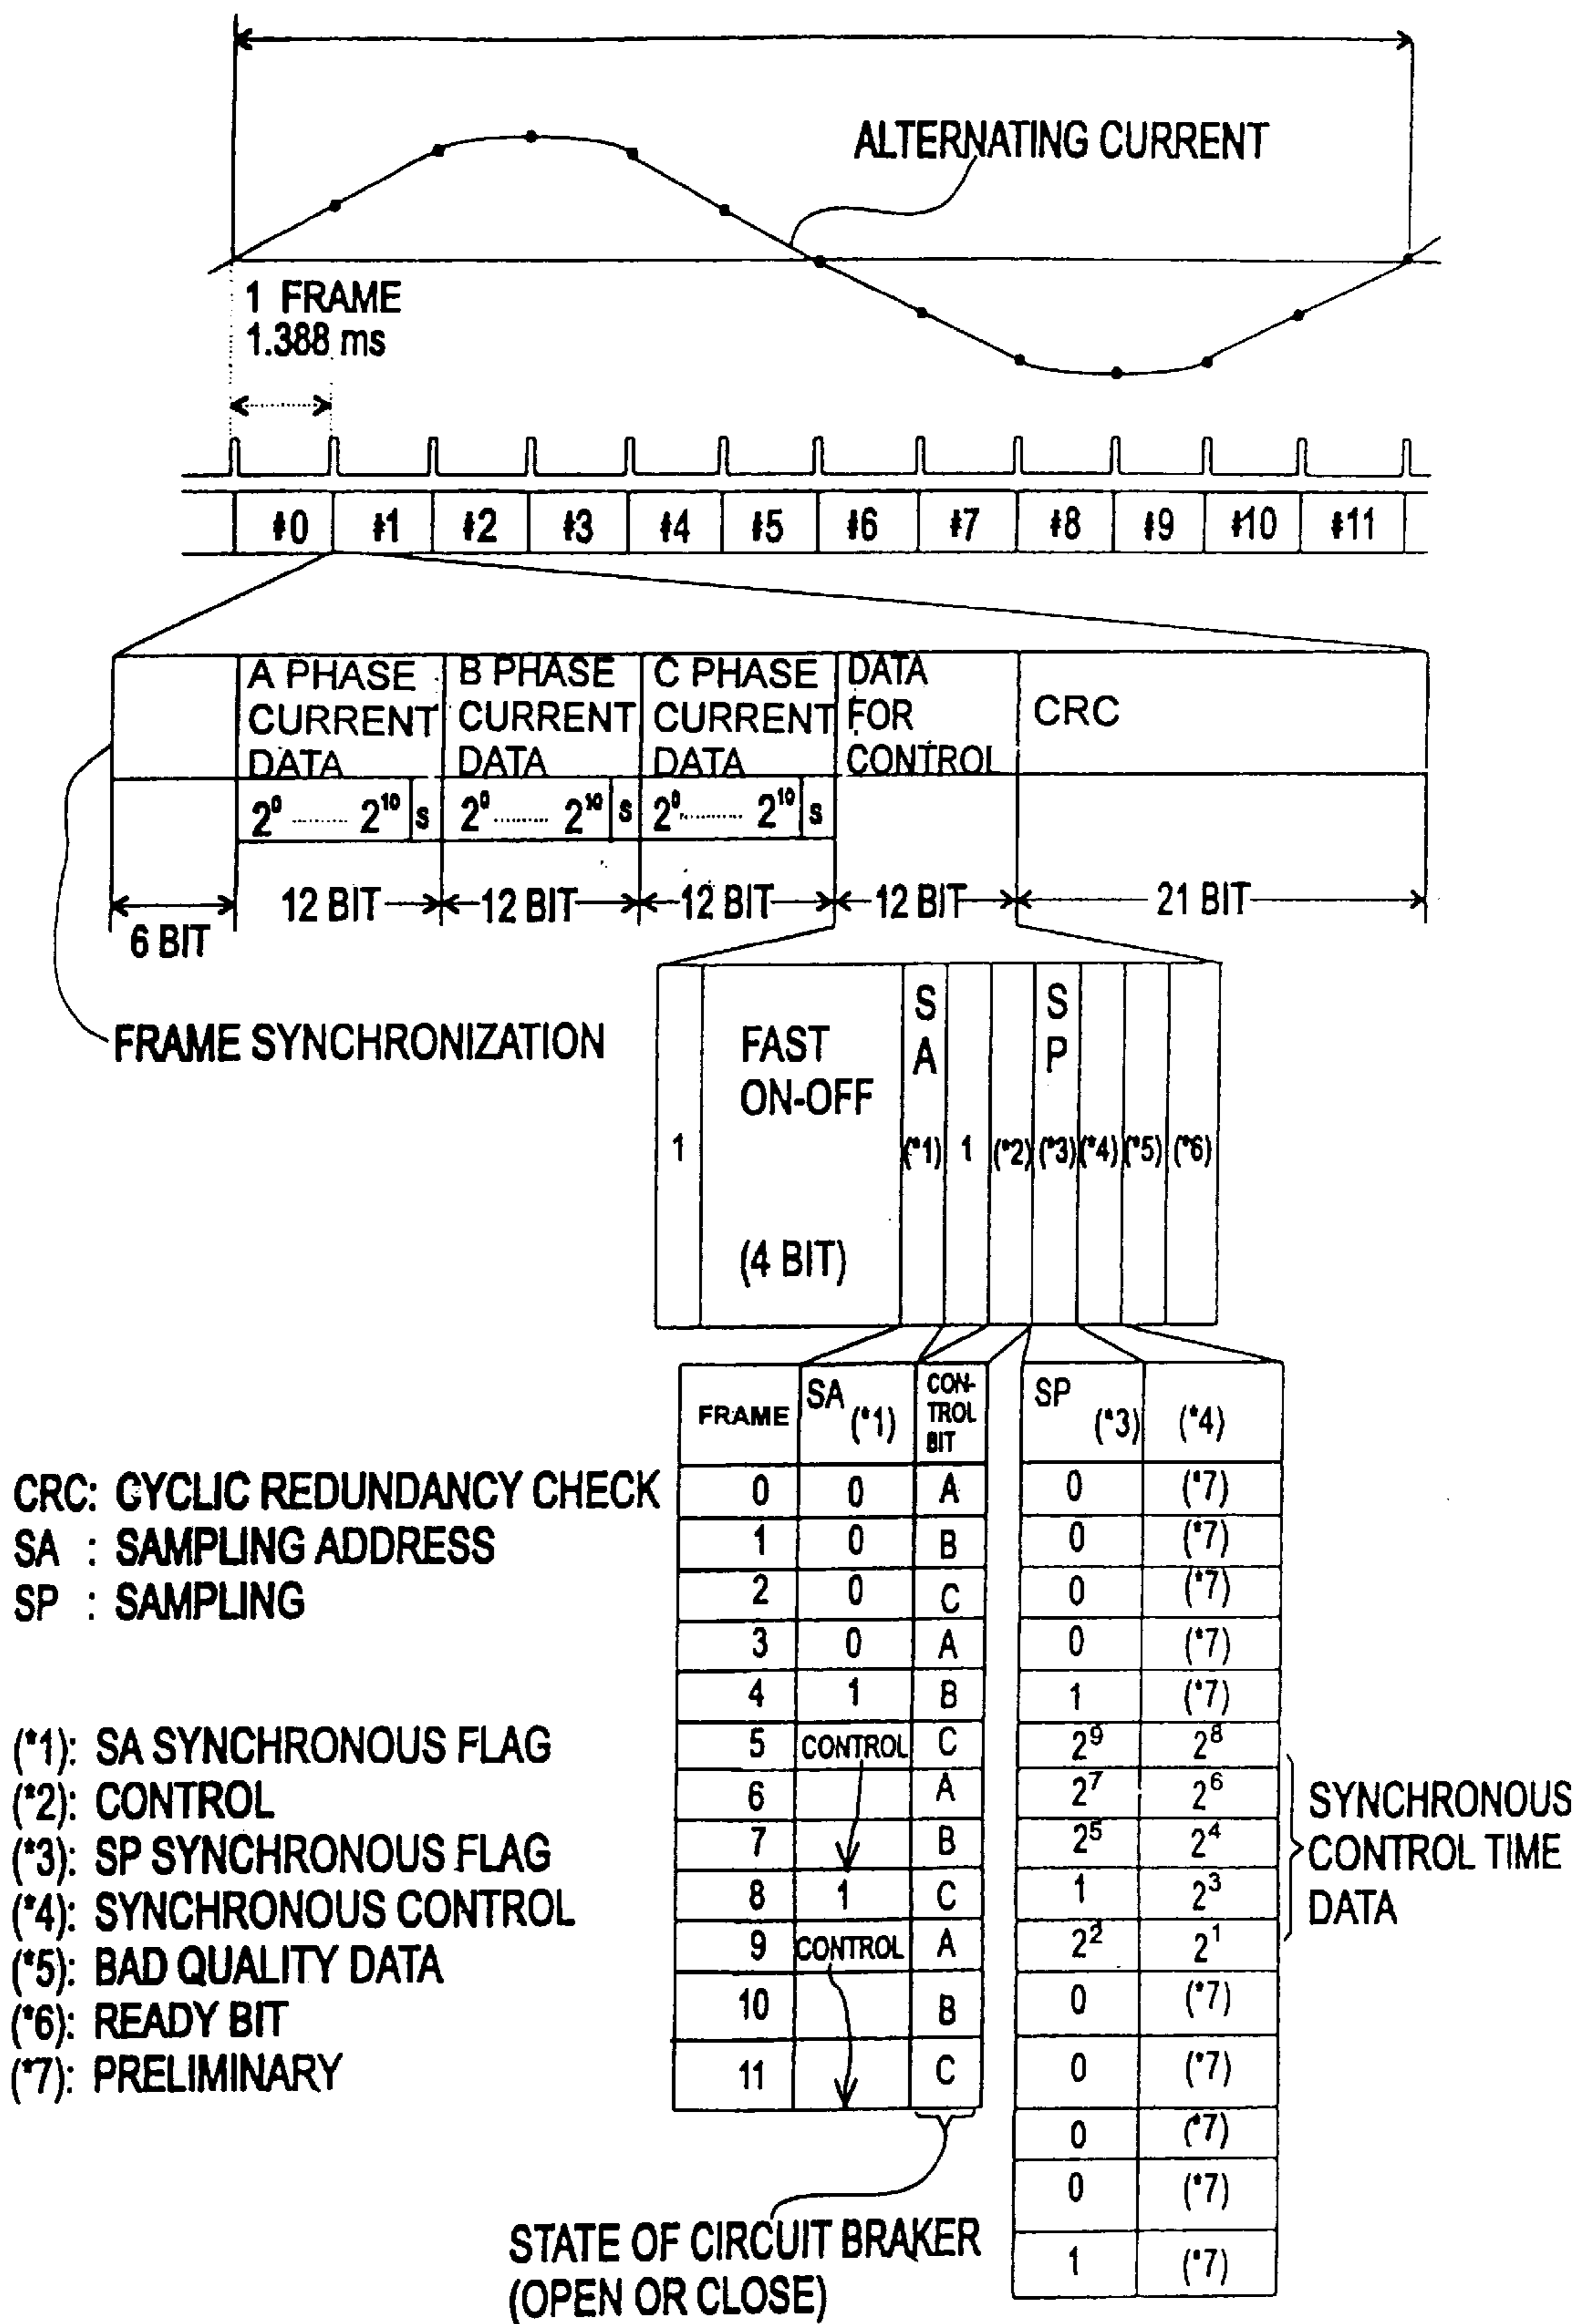 ALTERNATING CURRENT
1 FRAME
1.388 ms
#0 #1 #2 #3 #4 #5 #6 #7 #8 #9 #10 #11
A PHASE CURRENT DATA
B PHASE CURRENT DATA
C PHASE CURRENT DATA
DATA FOR CONTROL
CRC
2⁰ ........ 2¹⁰ s
2⁰ ........ 2¹⁰ s
2⁰ ........ 2¹⁰ s
6 BIT
12 BIT
12 BIT
12 BIT
12 BIT
21 BIT
FRAME SYNCHRONIZATION
1
FAST
ON-OFF
(4 BIT)
SA
(*1)
1
(*2)
SP
(*3)
(*4)
(*5)
(*6)
FRAME SA (*1) CON-TROL BIT SP (*3) (*4)
0 0 A 0 (*7)
1 0 B 0 (*7)
2 0 C 0 (*7)
3 0 A 0 (*7)
4 1 B 1 (*7)
5 CONTROL C 2⁹ 2⁸
6 A 2⁷ 2⁶
7 B 2⁵ 2⁴
8 1 C 1 2³
9 CONTROL A 2² 2¹
10 B 0 (*7)
11 C 0 (*7)
0 (*7)
0 (*7)
1 (*7)
SYNCHRONOUS
CONTROL TIME
DATA
CRC: CYCLIC REDUNDANCY CHECK
SA : SAMPLING ADDRESS
SP : SAMPLING
(*1): SA SYNCHRONOUS FLAG
(*2): CONTROL
(*3): SP SYNCHRONOUS FLAG
(*4): SYNCHRONOUS CONTROL
(*5): BAD QUALITY DATA
(*6): READY BIT
(*7): PRELIMINARY
STATE OF CIRCUIT BRAKER
(OPEN OR CLOSE)